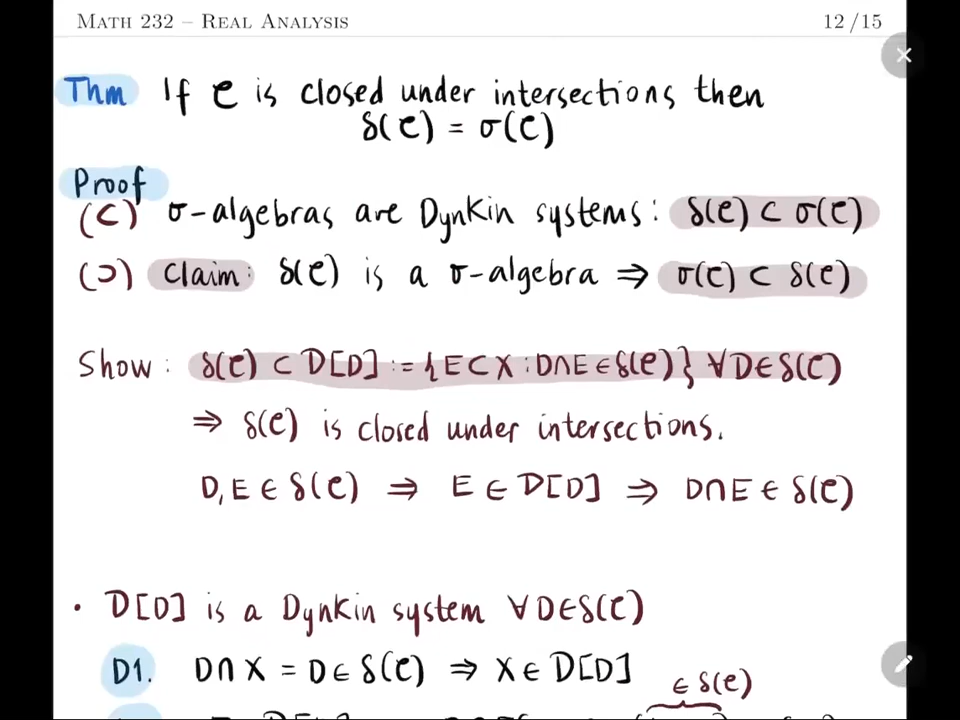 Math 232 – Real Analysis 12/15
Thm If C is closed under intersections then
δ(C) = σ(C)
Proof
(⊂) σ-algebras are Dynkin systems: δ(C) ⊂ σ(C)
(⊃) Claim: δ(C) is a σ-algebra ⇒ σ(C) ⊂ δ(C)
Show: δ(C) ⊂ D[D] := {E ⊂ X : D∩E ∈ δ(C)} ∀D∈δ(C)
⇒ δ(C) is closed under intersections.
D, E ∈ δ(C) ⇒ E ∈ D[D] ⇒ D∩E ∈ δ(C)
• D[D] is a Dynkin system ∀D∈δ(C)
D1. D∩X = D ∈ δ(C) ⇒ X ∈ D[D]
∈ δ(C)